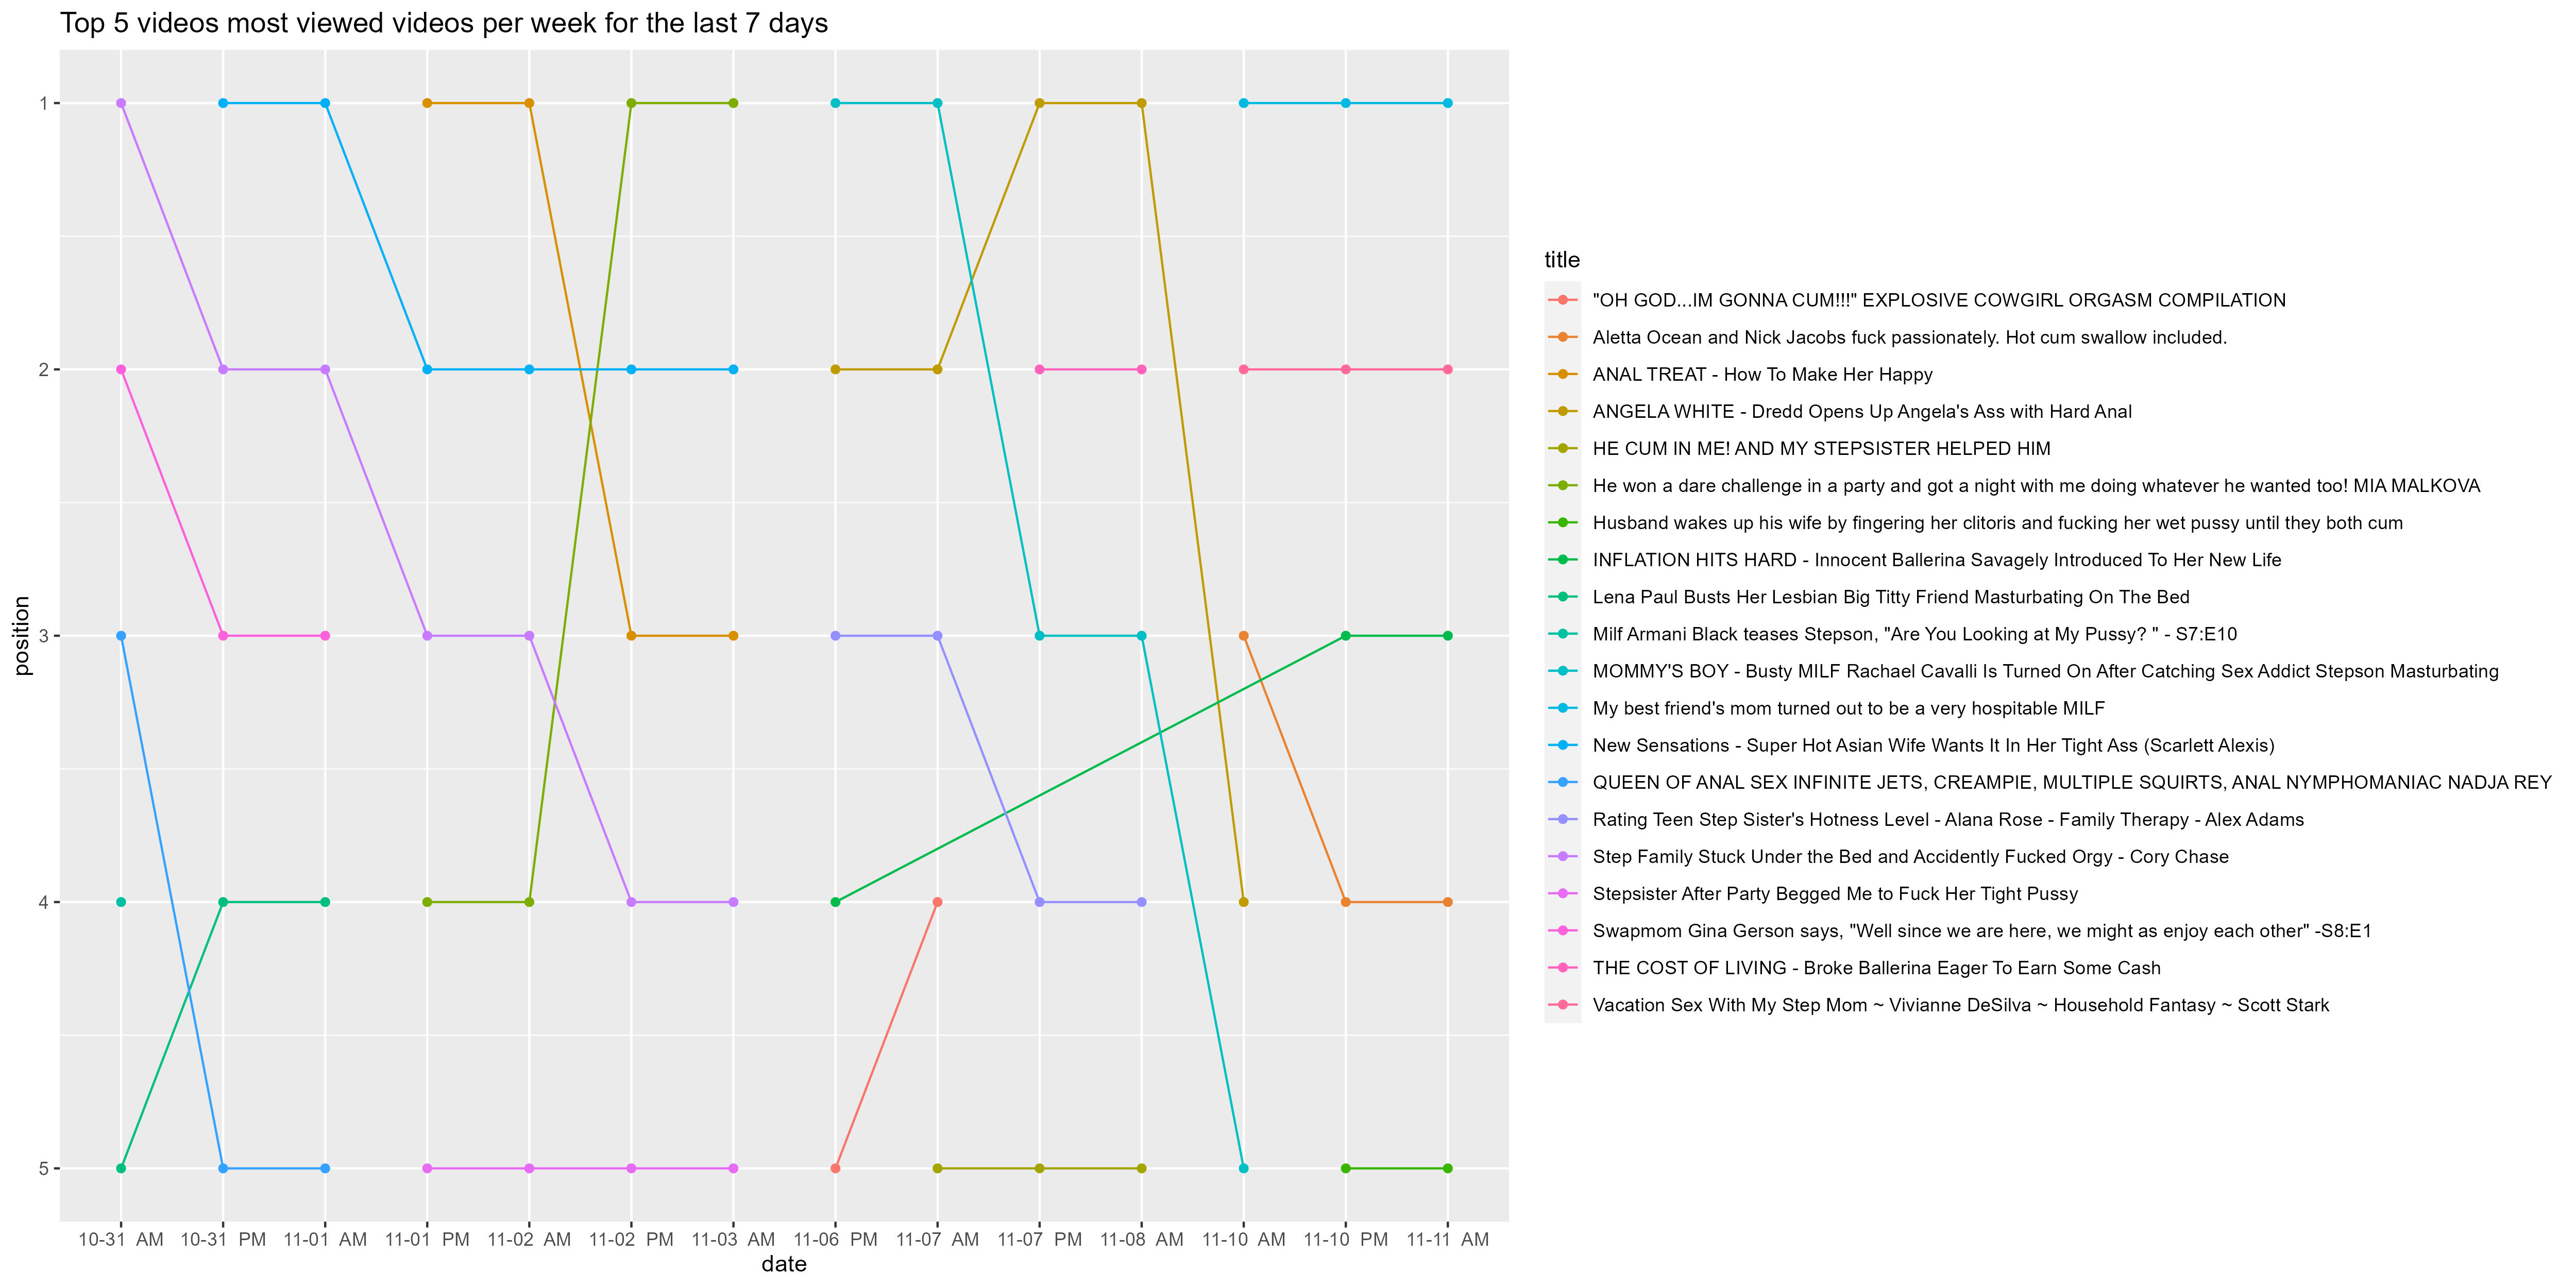 Top 5 videos most viewed videos per week for the last 7 days
position
1
2
3
4
5
10-31 AM
10-31 PM
11-01 AM
11-01 PM
11-02 AM
11-02 PM
11-03 AM
11-06 PM
11-07 AM
11-07 PM
11-08 AM
11-10 AM
11-10 PM
11-11 AM
date
title
"OH GOD...IM GONNA CUM!!!" EXPLOSIVE COWGIRL ORGASM COMPILATION
Aletta Ocean and Nick Jacobs fuck passionately. Hot cum swallow included.
ANAL TREAT - How To Make Her Happy
ANGELA WHITE - Dredd Opens Up Angela's Ass with Hard Anal
HE CUM IN ME! AND MY STEPSISTER HELPED HIM
He won a dare challenge in a party and got a night with me doing whatever he wanted too! MIA MALKOVA
Husband wakes up his wife by fingering her clitoris and fucking her wet pussy until they both cum
INFLATION HITS HARD - Innocent Ballerina Savagely Introduced To Her New Life
Lena Paul Busts Her Lesbian Big Titty Friend Masturbating On The Bed
Milf Armani Black teases Stepson, "Are You Looking at My Pussy? " - S7:E10
MOMMY'S BOY - Busty MILF Rachael Cavalli Is Turned On After Catching Sex Addict Stepson Masturbating
My best friend's mom turned out to be a very hospitable MILF
New Sensations - Super Hot Asian Wife Wants It In Her Tight Ass (Scarlett Alexis)
QUEEN OF ANAL SEX INFINITE JETS, CREAMPIE, MULTIPLE SQUIRTS, ANAL NYMPHOMANIAC NADJA REY
Rating Teen Step Sister's Hotness Level - Alana Rose - Family Therapy - Alex Adams
Step Family Stuck Under the Bed and Accidently Fucked Orgy - Cory Chase
Stepsister After Party Begged Me to Fuck Her Tight Pussy
Swapmom Gina Gerson says, "Well since we are here, we might as enjoy each other" -S8:E1
THE COST OF LIVING - Broke Ballerina Eager To Earn Some Cash
Vacation Sex With My Step Mom ~ Vivianne DeSilva ~ Household Fantasy ~ Scott Stark